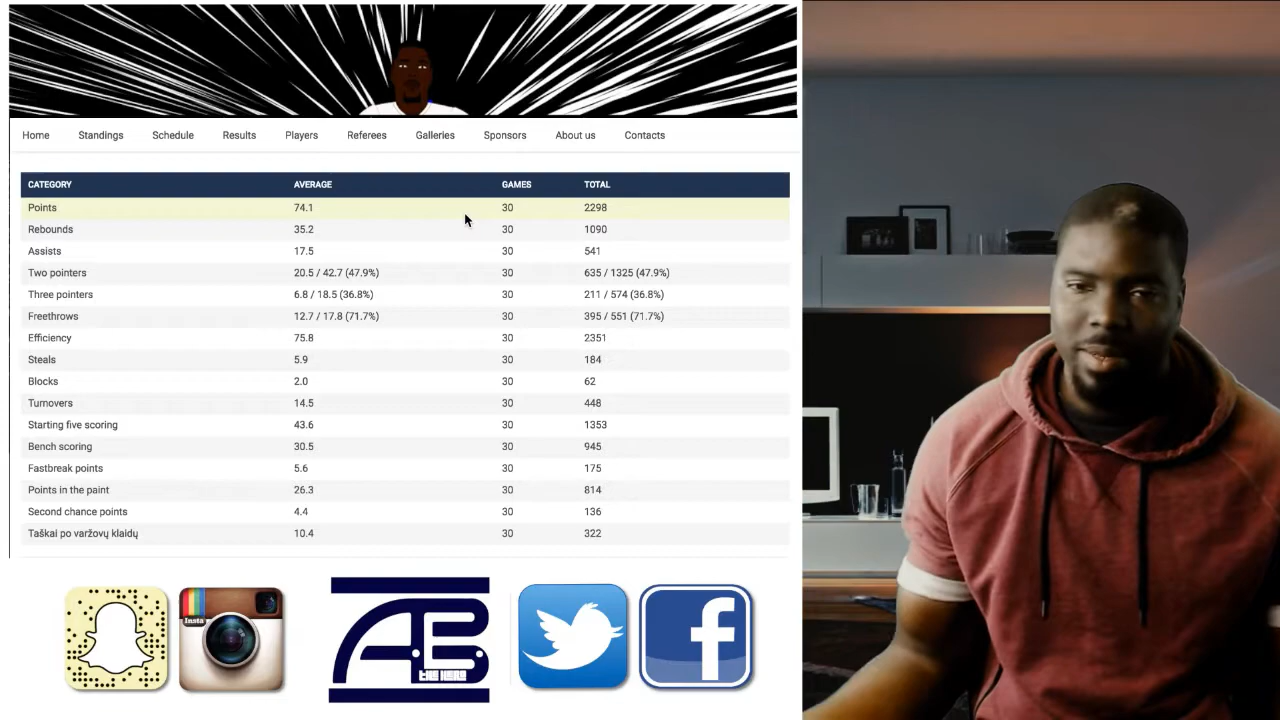 Home Standings Schedule Results Players Referees Galleries Sponsors About us Contacts
CATEGORY AVERAGE GAMES TOTAL
Points 74.1 30 2298
Rebounds 35.2 30 1090
Assists 17.5 30 541
Two pointers 20.5 / 42.7 (47.9%) 30 635 / 1325 (47.9%)
Three pointers 6.8 / 18.5 (36.8%) 30 211 / 574 (36.8%)
Freethrows 12.7 / 17.8 (71.7%) 30 395 / 551 (71.7%)
Efficiency 75.8 30 2351
Steals 5.9 30 184
Blocks 2.0 30 62
Turnovers 14.5 30 448
Starting five scoring 43.6 30 1353
Bench scoring 30.5 30 945
Fastbreak points 5.6 30 175
Points in the paint 26.3 30 814
Second chance points 4.4 30 136
Taškai po varžovų klaidų 10.4 30 322
Insta
A.B.
THE HERO
f